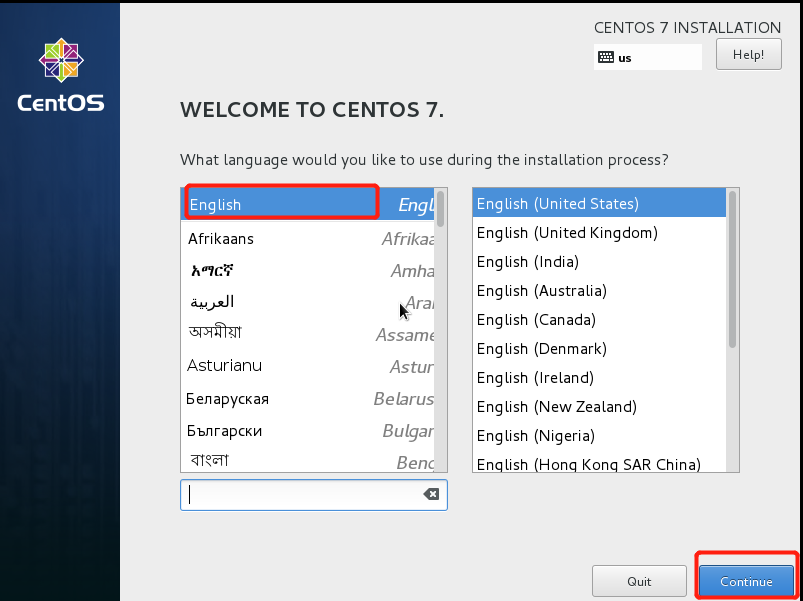 CentOS
CENTOS 7 INSTALLATION
us
Help!
WELCOME TO CENTOS 7.
What language would you like to use during the installation process?
English Engl
Afrikaans Afrikaa
አማርኛ Amha
العربية Ara
অসমীয়া Assame
Asturianu Astur
Беларуская Belarus
Български Bulgar
বাংলা Beng
English (United States)
English (United Kingdom)
English (India)
English (Australia)
English (Canada)
English (Denmark)
English (Ireland)
English (New Zealand)
English (Nigeria)
English (Hong Kong SAR China)
Quit
Continue